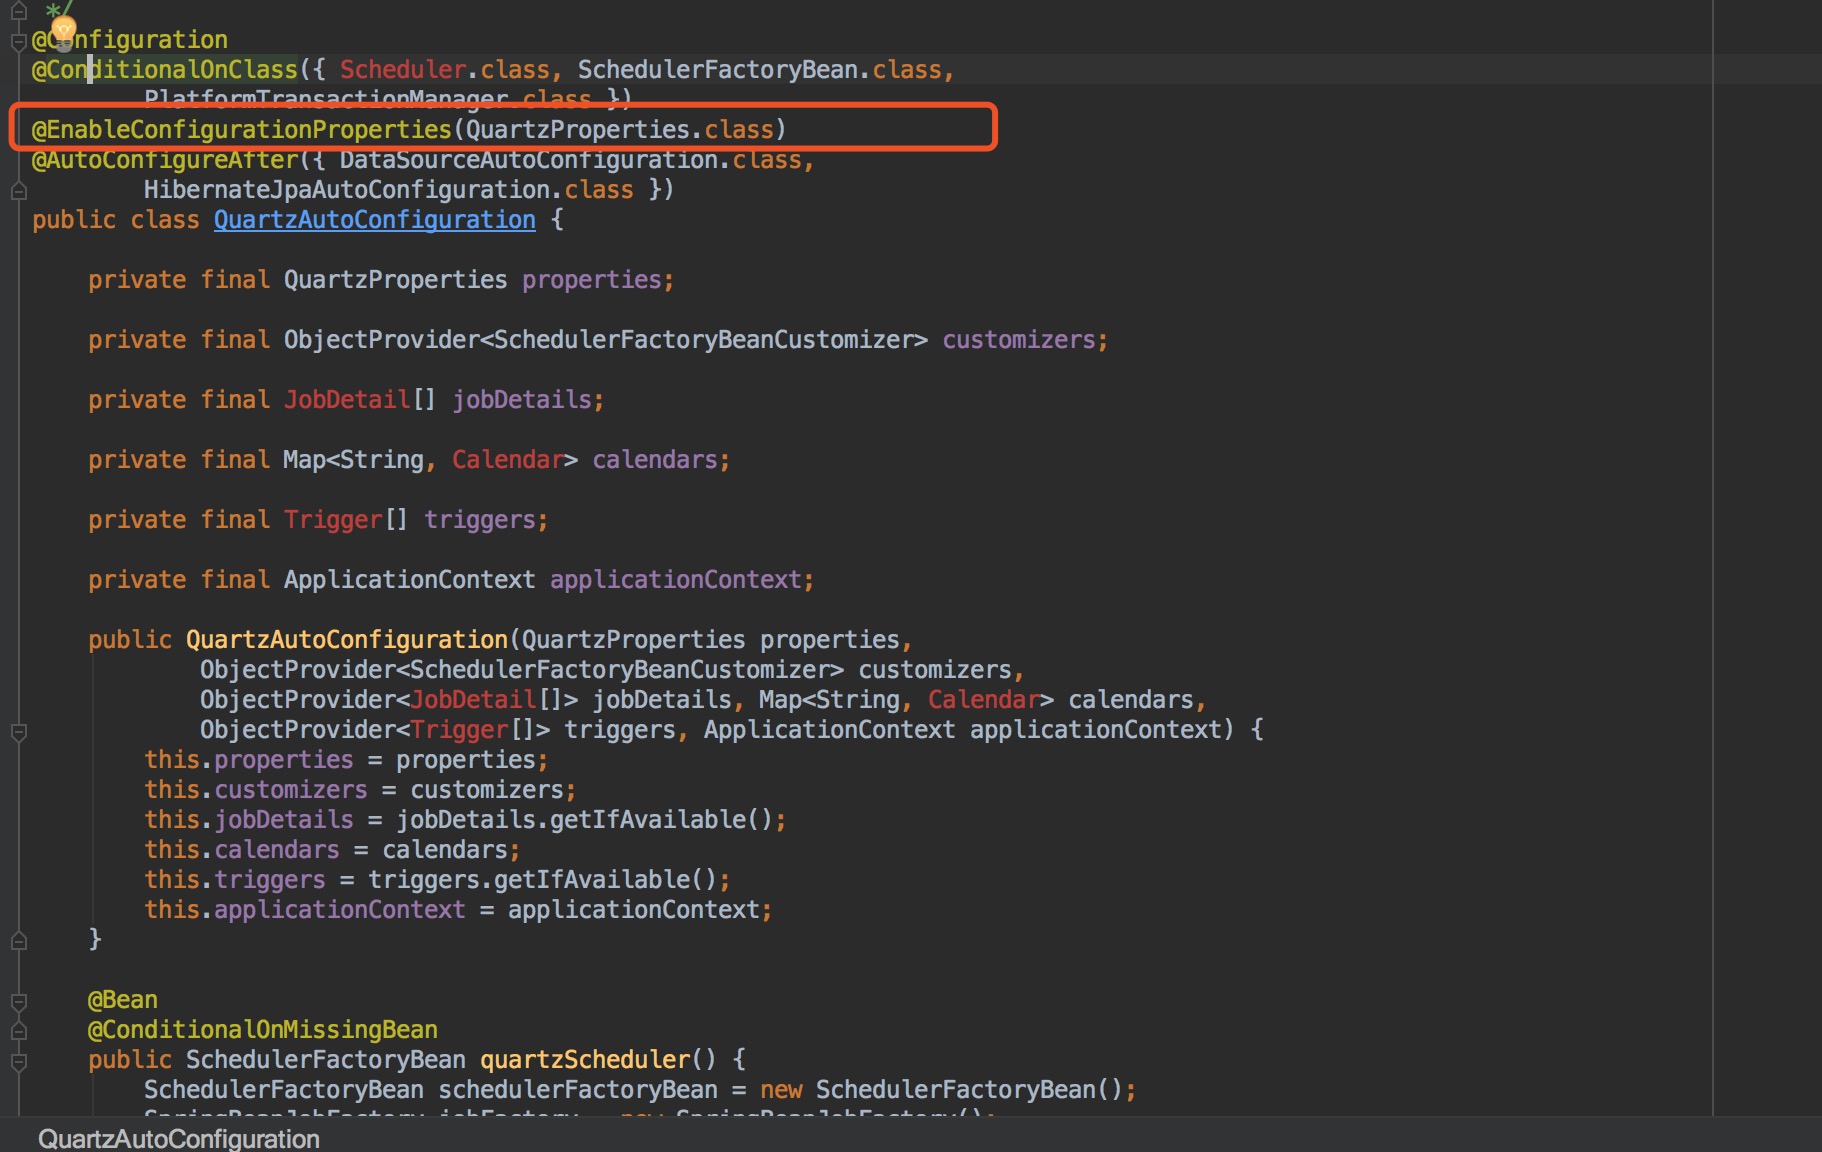 */
@Configuration
@ConditionalOnClass({ Scheduler.class, SchedulerFactoryBean.class,
        PlatformTransactionManager.class })
@EnableConfigurationProperties(QuartzProperties.class)
@AutoConfigureAfter({ DataSourceAutoConfiguration.class,
        HibernateJpaAutoConfiguration.class })
public class QuartzAutoConfiguration {
    private final QuartzProperties properties;
    private final ObjectProvider<SchedulerFactoryBeanCustomizer> customizers;
    private final JobDetail[] jobDetails;
    private final Map<String, Calendar> calendars;
    private final Trigger[] triggers;
    private final ApplicationContext applicationContext;
    public QuartzAutoConfiguration(QuartzProperties properties,
            ObjectProvider<SchedulerFactoryBeanCustomizer> customizers,
            ObjectProvider<JobDetail[]> jobDetails, Map<String, Calendar> calendars,
            ObjectProvider<Trigger[]> triggers, ApplicationContext applicationContext) {
        this.properties = properties;
        this.customizers = customizers;
        this.jobDetails = jobDetails.getIfAvailable();
        this.calendars = calendars;
        this.triggers = triggers.getIfAvailable();
        this.applicationContext = applicationContext;
    }
    @Bean
    @ConditionalOnMissingBean
    public SchedulerFactoryBean quartzScheduler() {
        SchedulerFactoryBean schedulerFactoryBean = new SchedulerFactoryBean();
        SpringBeanJobFactory jobFactory = new SpringBeanJobFactory();
QuartzAutoConfiguration